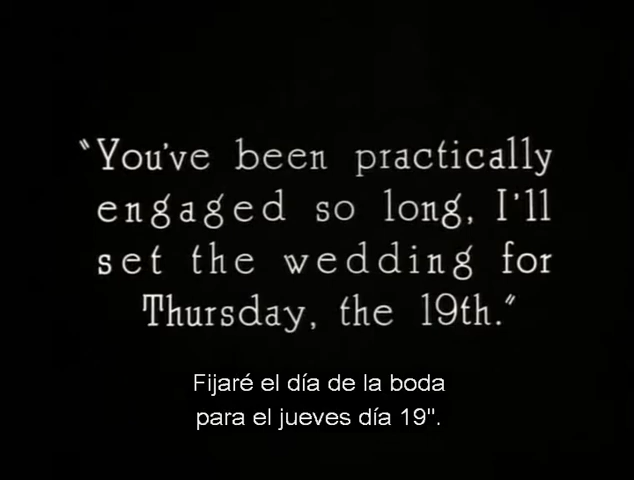 "You've been practically
engaged so long, I'll
set the wedding for
Thursday, the 19th."
Fijaré el día de la boda
para el jueves día 19".